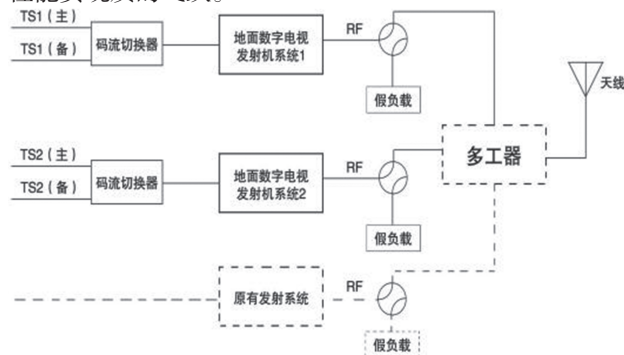 TS1（主）
TS1（备）
码流切换器
地面数字电视
发射机系统1
RF
假负载
天线
多工器
TS2（主）
TS2（备）
码流切换器
地面数字电视
发射机系统2
RF
假负载
原有发射系统
RF
假负载